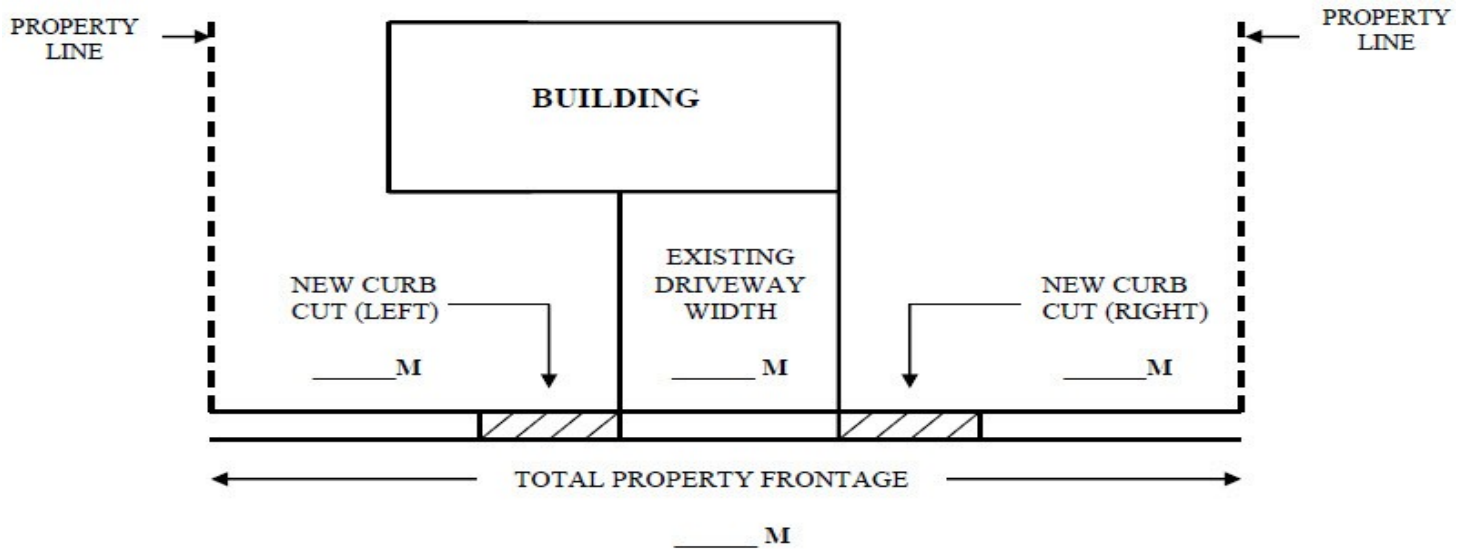 PROPERTY
LINE
PROPERTY
LINE
BUILDING
NEW CURB
CUT (LEFT)
______M
EXISTING
DRIVEWAY
WIDTH
______ M
NEW CURB
CUT (RIGHT)
______M
TOTAL PROPERTY FRONTAGE
______ M